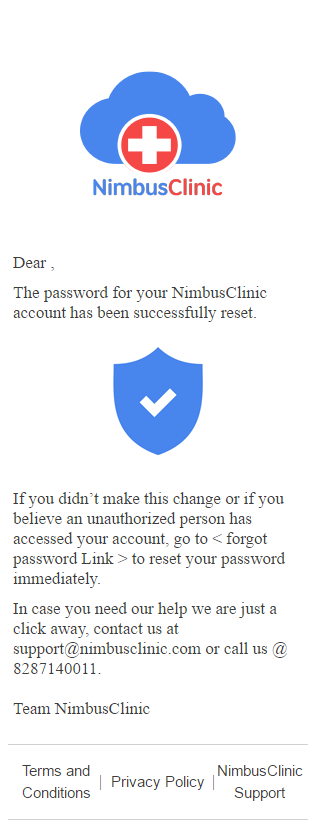 NimbusClinic
Dear ,
The password for your NimbusClinic
account has been successfully reset.
If you didn’t make this change or if you
believe an unauthorized person has
accessed your account, go to < forgot
password Link > to reset your password
immediately.
In case you need our help we are just a
click away, contact us at
support@nimbusclinic.com or call us @
8287140011.
Team NimbusClinic
Terms and
Conditions
| Privacy Policy |
NimbusClinic
Support